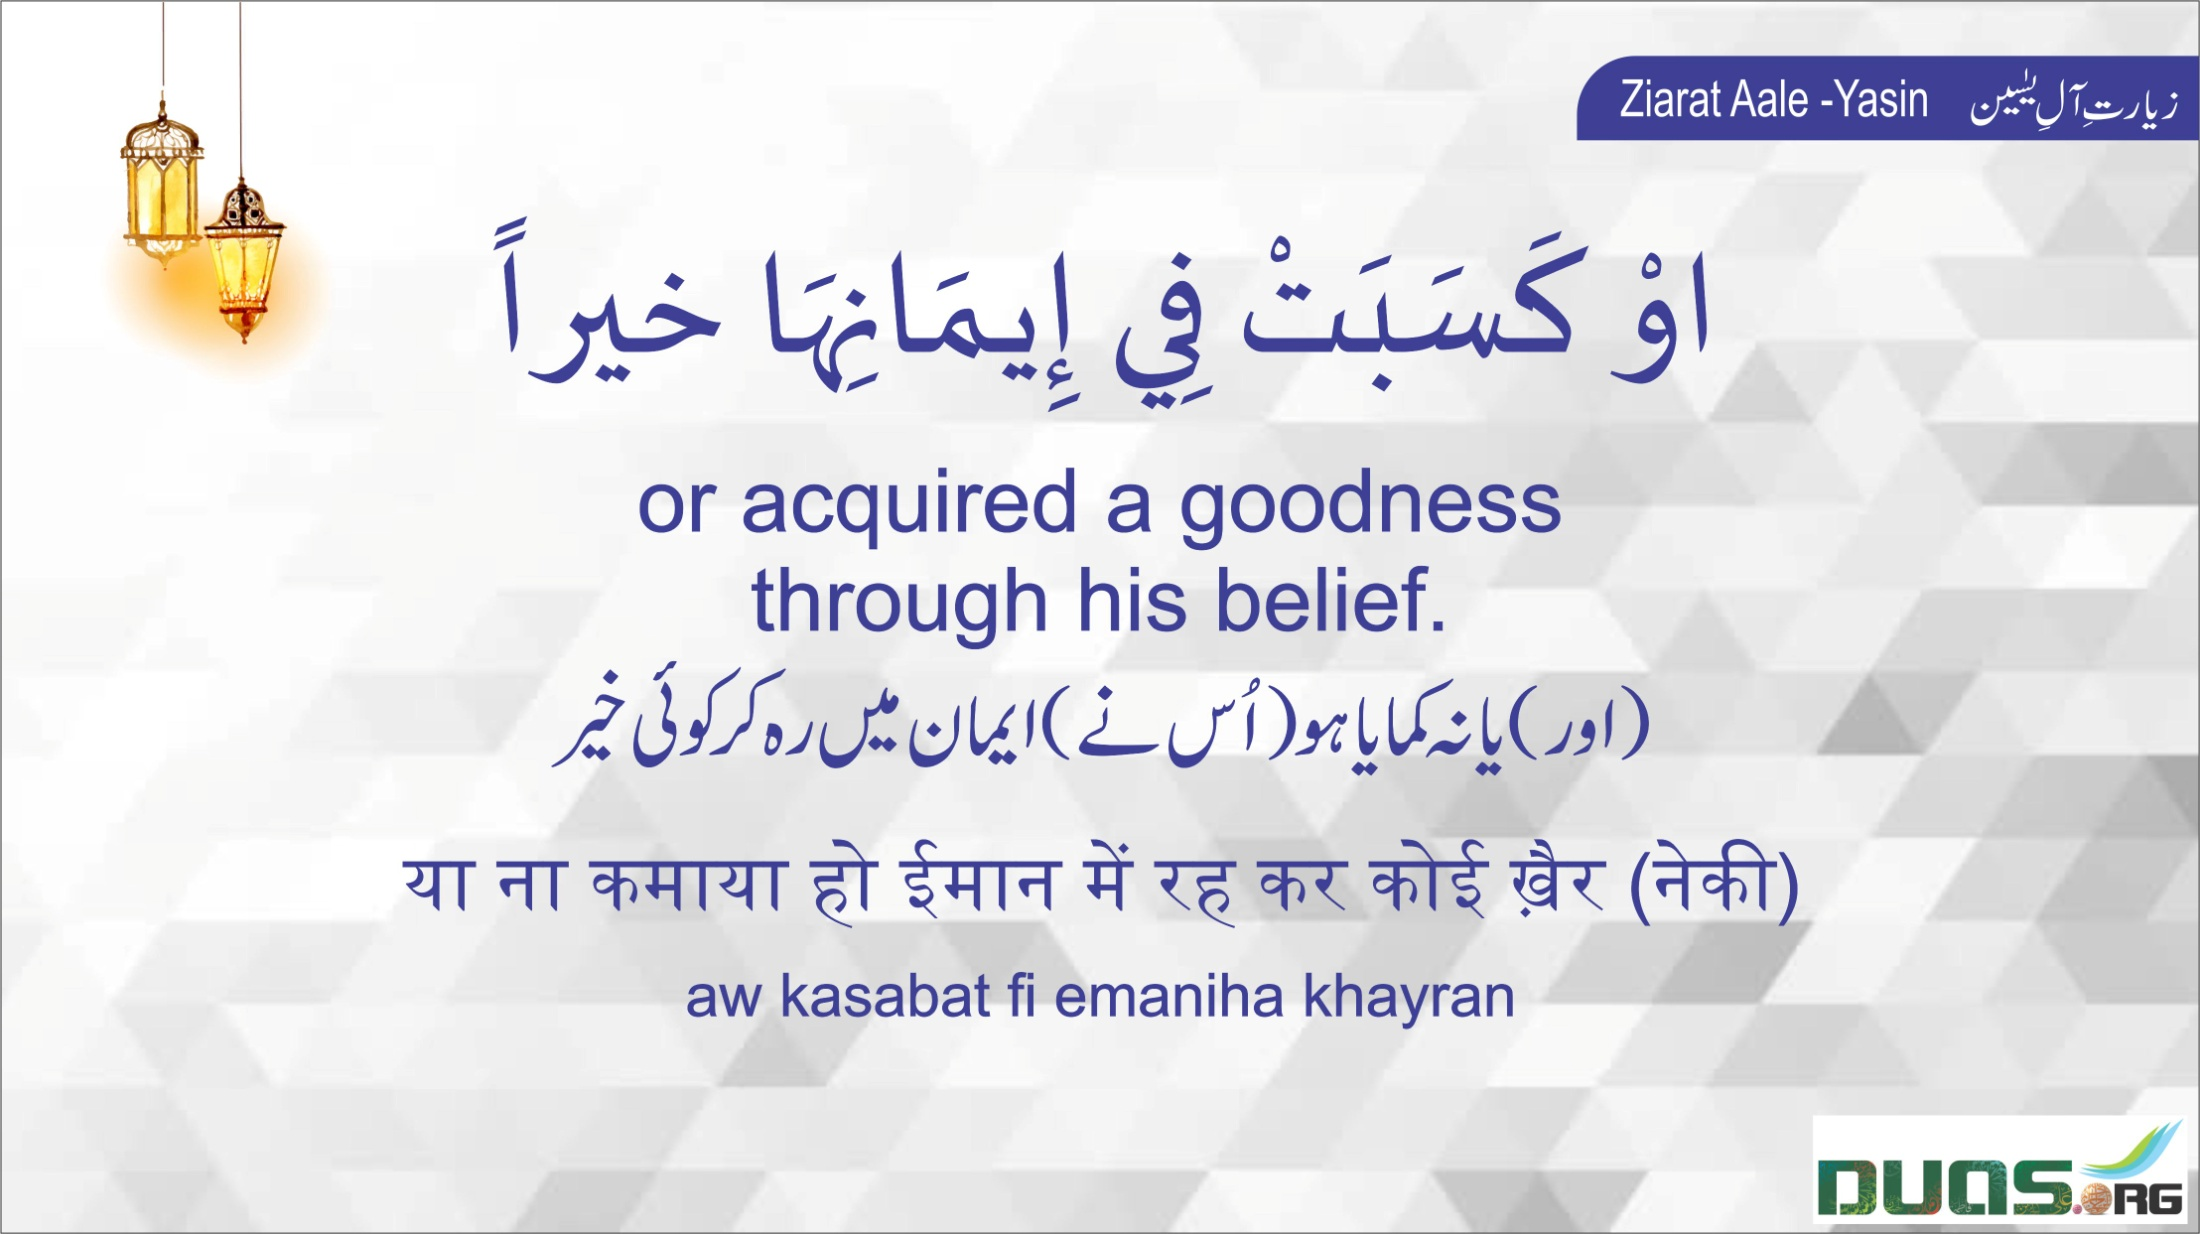 Ziarat Aale -Yasin زیارتِ آلِ یٰسین
اوْ كَسَبَتْ فِي إِيمَانِهَا خيراً
or acquired a goodness
through his belief.
(اور) یا نہ کمایا ہو (اُس نے) ایمان میں رہ کر کوئی خیر
या ना कमाया हो ईमान में रह कर कोई ख़ैर (नेकी)
aw kasabat fi emaniha khayran
DUAS.ORG